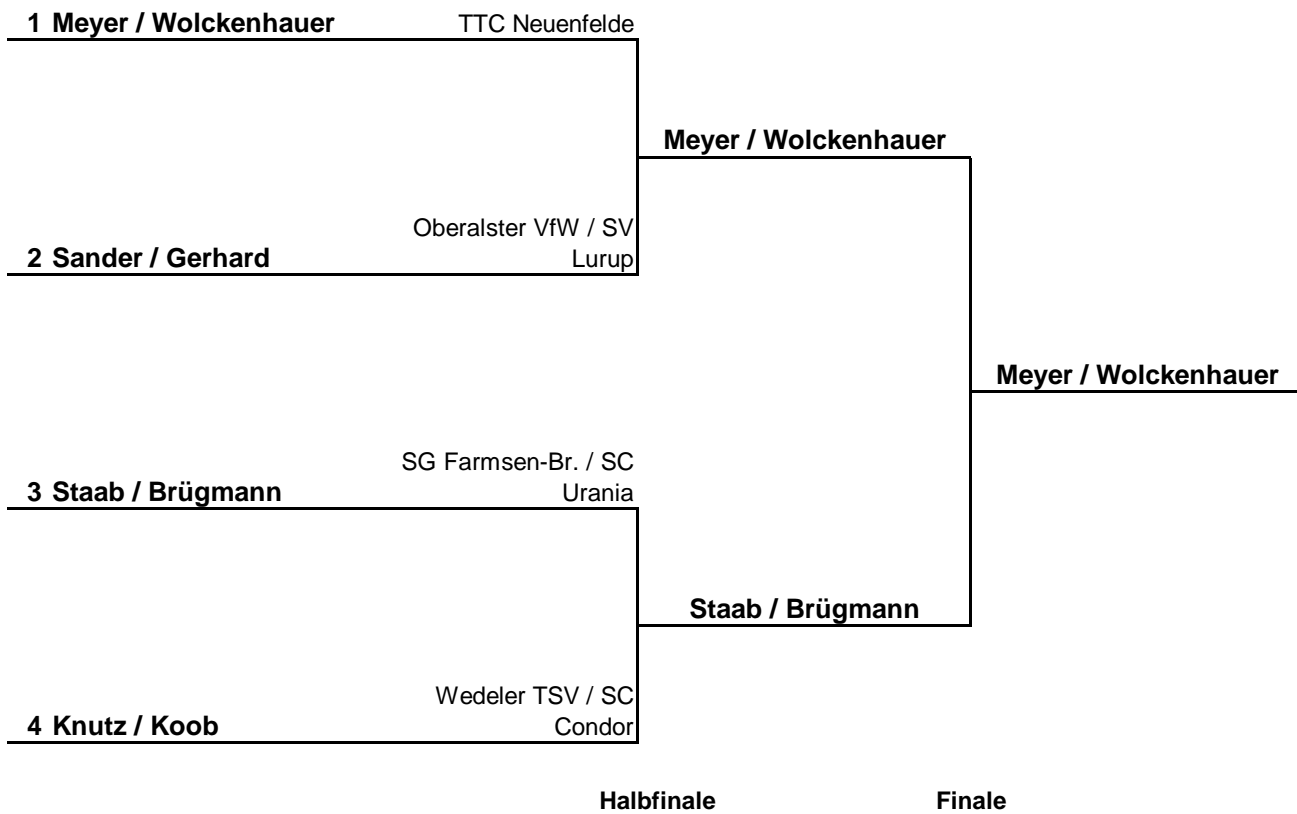 1 Meyer / Wolckenhauer TTC Neuenfelde
Meyer / Wolckenhauer
Oberalster VfW / SV
2 Sander / Gerhard Lurup
Meyer / Wolckenhauer
SG Farmsen-Br. / SC
3 Staab / Brügmann Urania
Staab / Brügmann
Wedeler TSV / SC
4 Knutz / Koob Condor
Halbfinale Finale